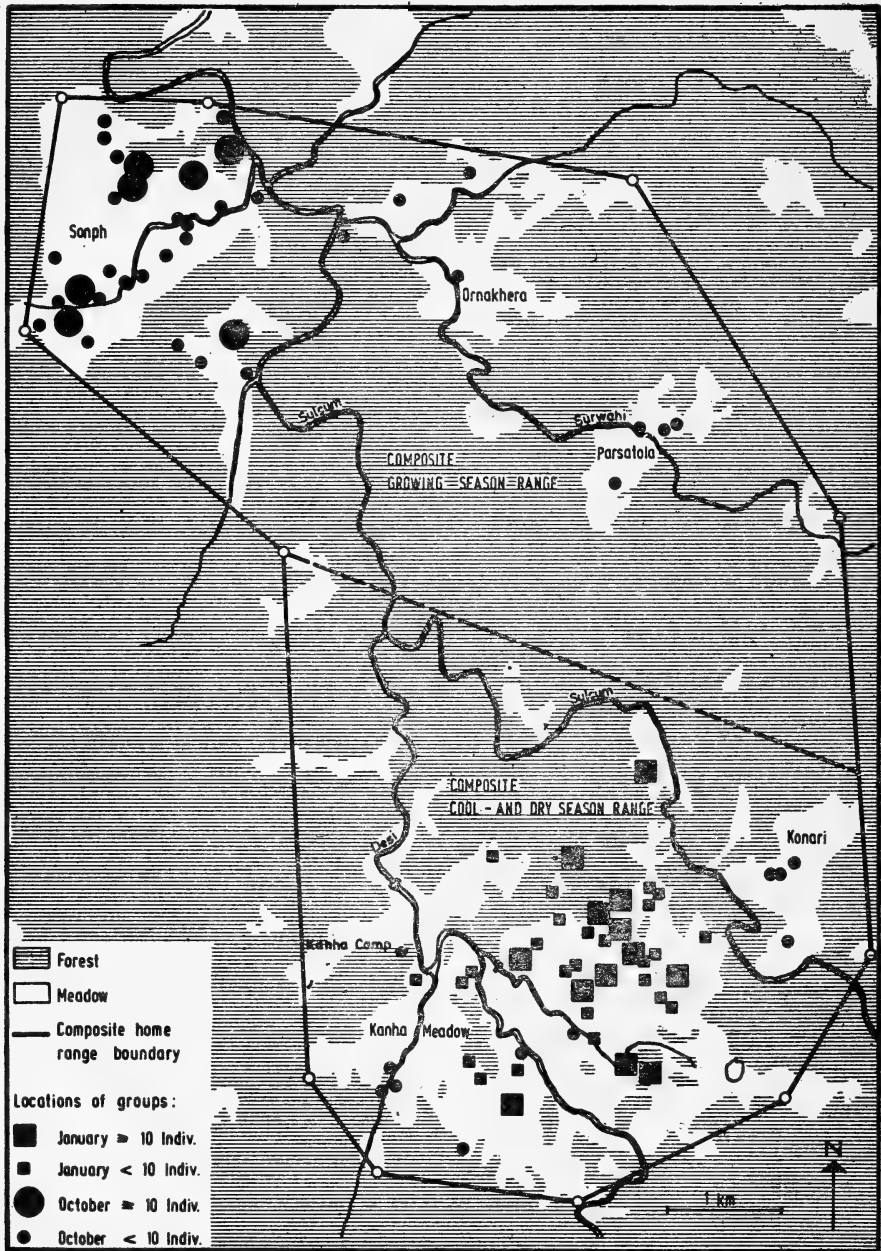 Sonph
Ornakhera
Sulcum
Surwahi
Parsatola
COMPOSITE
GROWING-SEASON RANGE
Sulcum
COMPOSITE
COOL-AND DRY SEASON RANGE
Desi
Konari
Kanha Camp
Kanha Meadow
Forest
Meadow
Composite home
range boundary
Locations of groups:
January ≥ 10 Indiv.
January < 10 Indiv.
October ≥ 10 Indiv.
October < 10 Indiv.
N
1 km